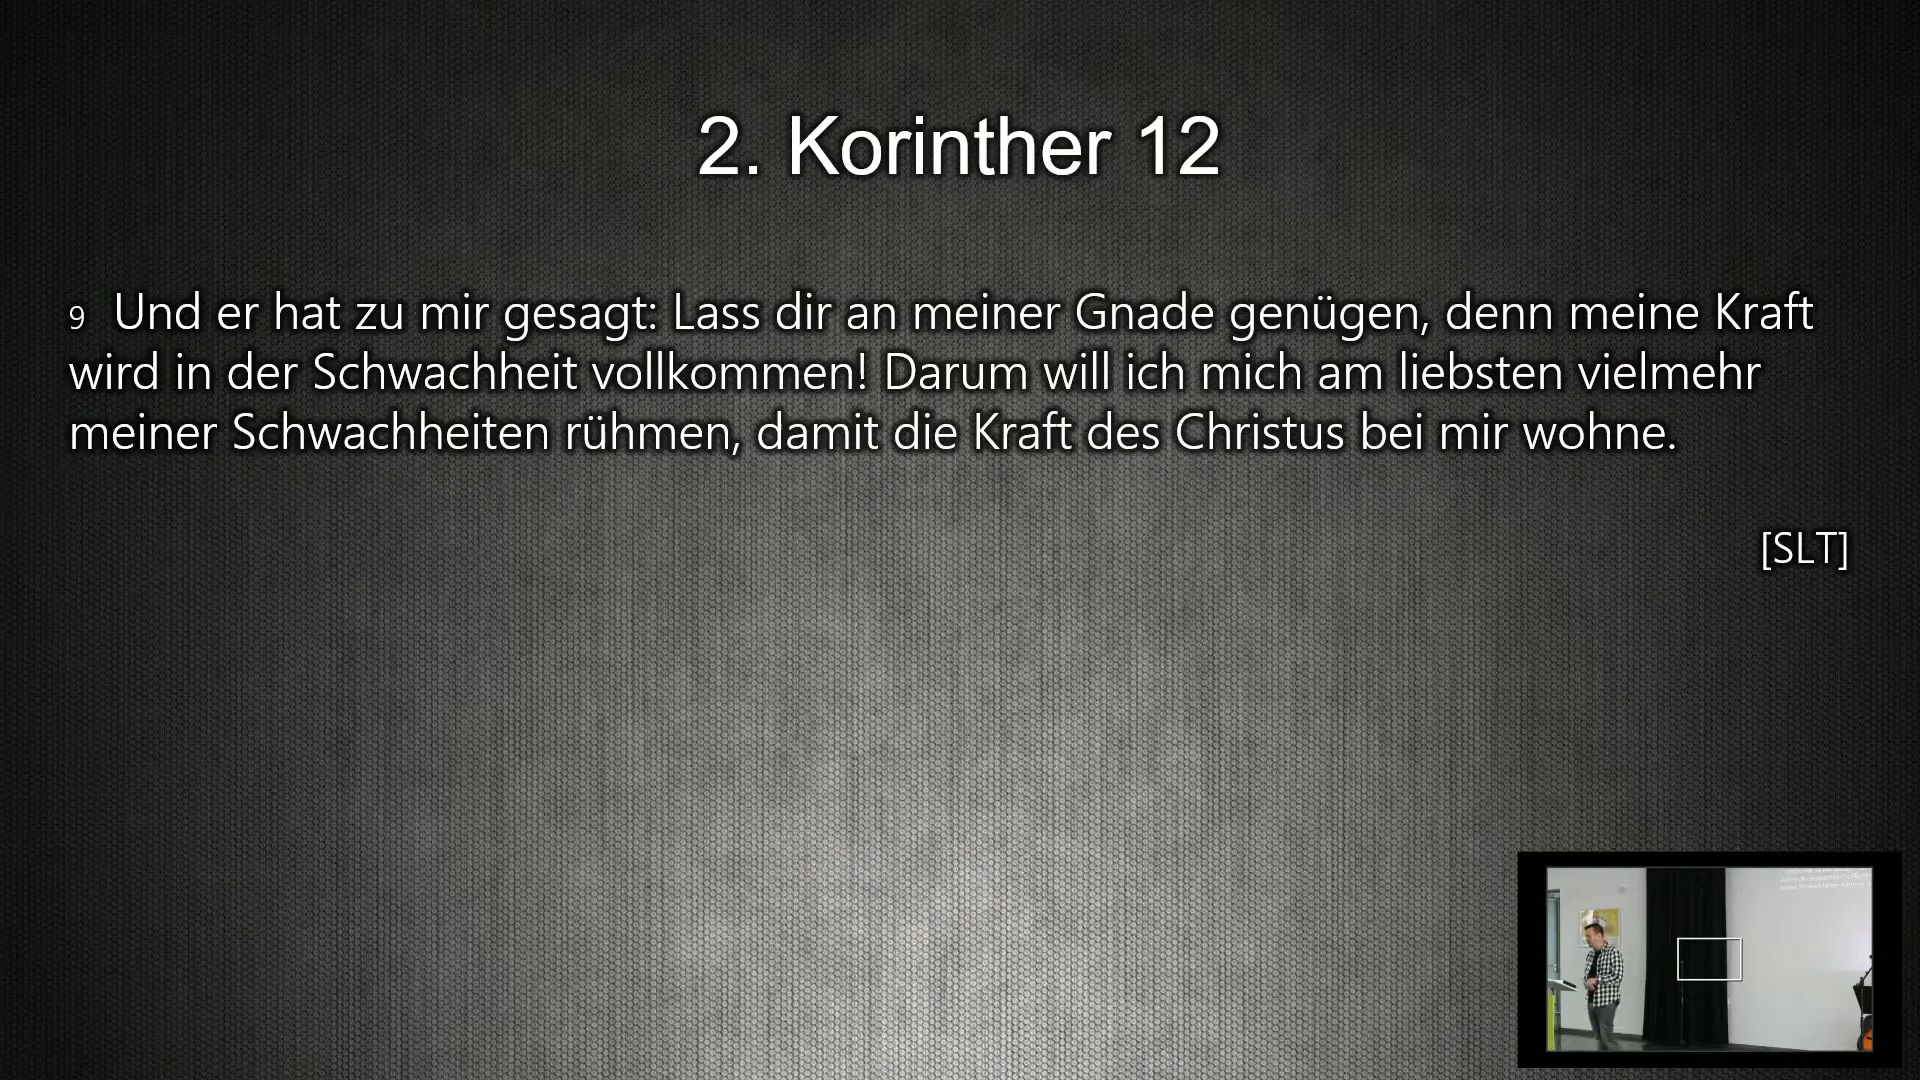 2. Korinther 12
9 Und er hat zu mir gesagt: Lass dir an meiner Gnade genügen, denn meine Kraft
wird in der Schwachheit vollkommen! Darum will ich mich am liebsten vielmehr
meiner Schwachheiten rühmen, damit die Kraft des Christus bei mir wohne.
[SLT]